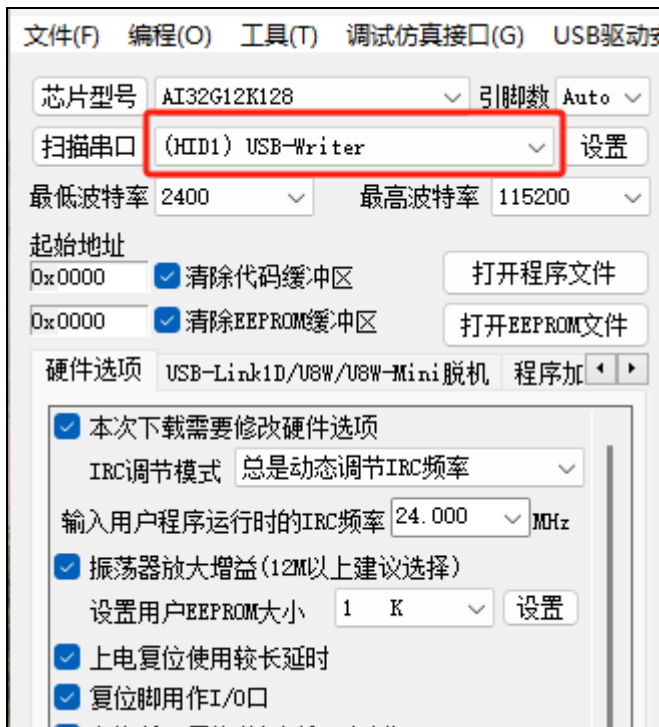 文件(F) 编程(O) 工具(T) 调试仿真接口(G) USB驱动
芯片型号 AI32G12K128 引脚数 Auto
扫描串口 (HID1) USB-Writer 设置
最低波特率 2400 最高波特率 115200
起始地址
0x0000 清除代码缓冲区 打开程序文件
0x0000 清除EEPROM缓冲区 打开EEPROM文件
硬件选项 USB-Link1D/U8W/U8W-Mini脱机 程序加
本次下载需要修改硬件选项
IRC调节模式 总是动态调节IRC频率
输入用户程序运行时的IRC频率 24.000 MHz
振荡器放大增益(12M以上建议选择)
设置用户EEPROM大小 1 K 设置
上电复位使用较长延时
复位脚用作I/O口